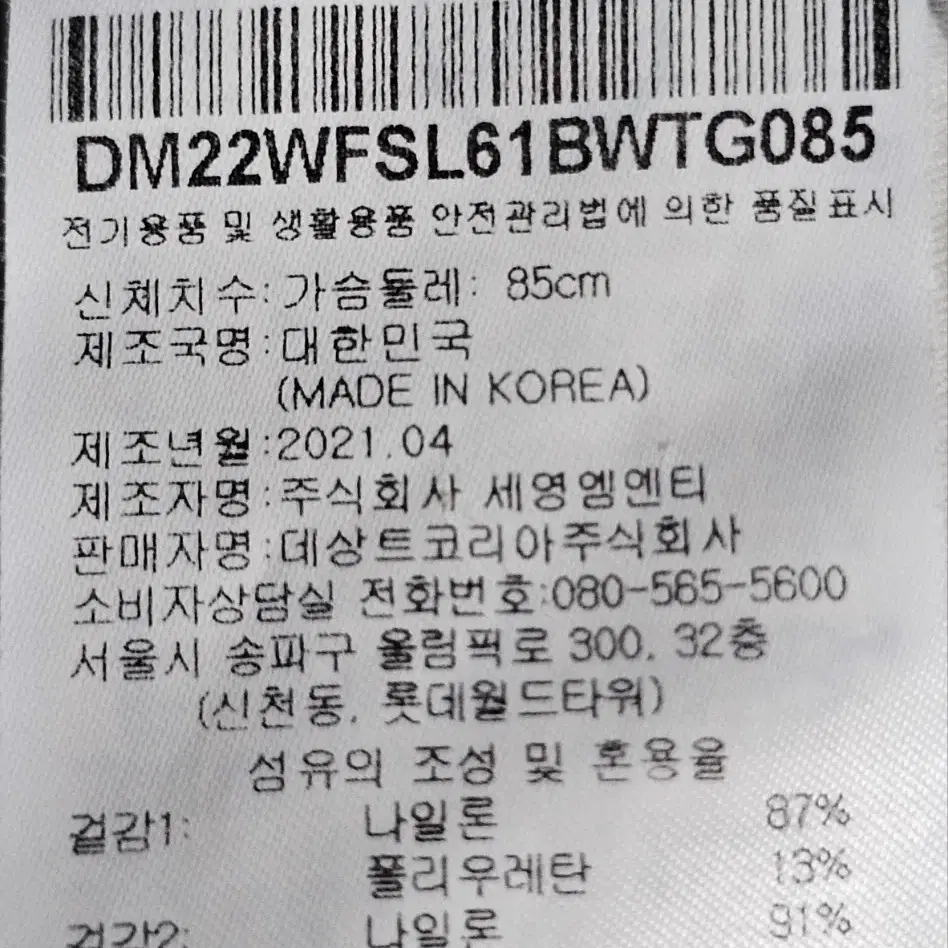 DM22WFSL61BWTG085
전기용품 및 생활용품 안전관리법에 의한 품질표시
신체치수: 가슴둘레: 85cm
제조국명:대한민국
(MADE IN KOREA)
제조년월:2021.04
제조자명:주식회사 세영엠엔티
판매자명:데상트코리아주식회사
소비자상담실 전화번호:080-565-5600
서울시 송파구 올림픽로 300, 32층
(신천동, 롯데월드타워)
섬유의 조성 및 혼용율
겉감1: 나일론 87%
폴리우레탄 13%
겉감2: 나일론 91%